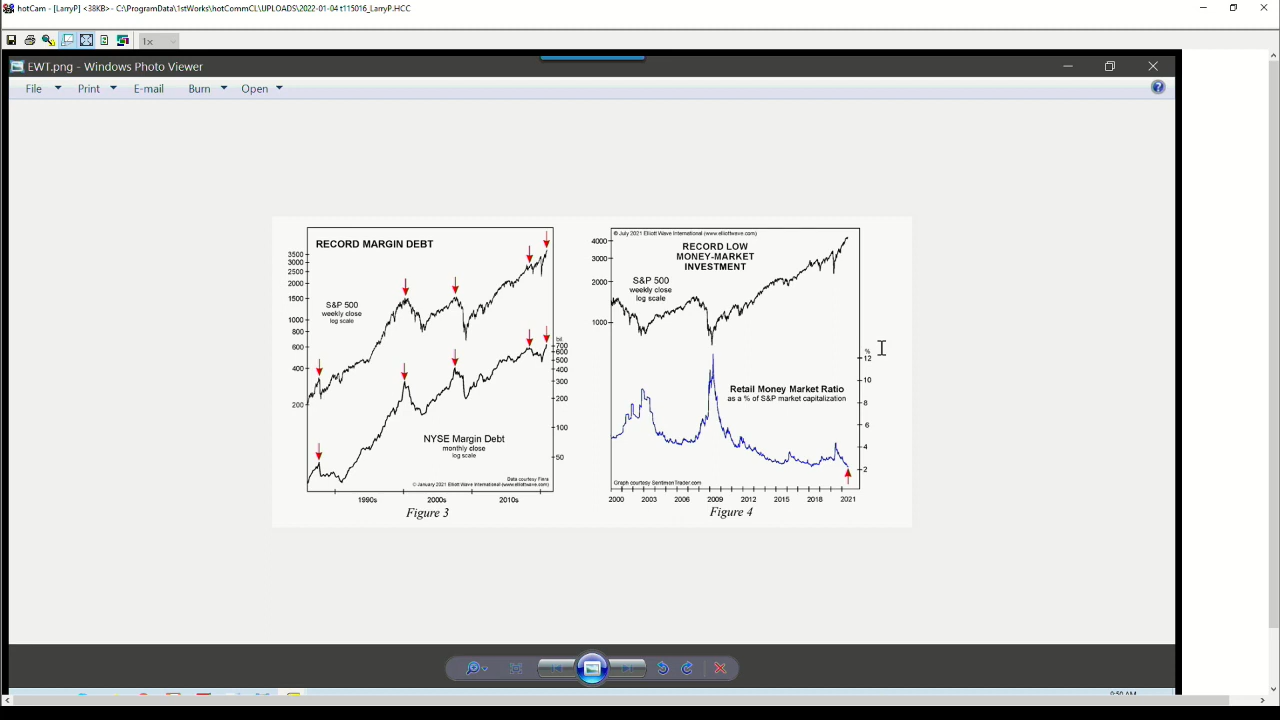 hotCam - [LarryP] <38KB>- C:\ProgramData\1stWorks\hotCommCL\UPLOADS\2022-01-04 t115016_LarryP.HCC
1x
EWT.png - Windows Photo Viewer
File Print E-mail Burn Open
RECORD MARGIN DEBT
3500
3000
2500
2000
1500
1000
800
600
400
200
S&P 500
weekly close
log scale
bil.
700
600
500
400
300
200
100
50
NYSE Margin Debt
monthly close
log scale
Data courtesy Finra
© January 2021 Elliott Wave International (www.elliottwave.com)
1990s 2000s 2010s
Figure 3
© July 2021 Elliott Wave International (www.elliottwave.com)
RECORD LOW
MONEY-MARKET
INVESTMENT
4000
3000
2000
1000
S&P 500
weekly close
log scale
%
12
10
8
6
4
2
Retail Money Market Ratio
as a % of S&P market capitalization
Graph courtesy SentimenTrader.com
2000 2003 2006 2009 2012 2015 2018 2021
Figure 4
9:50 AM